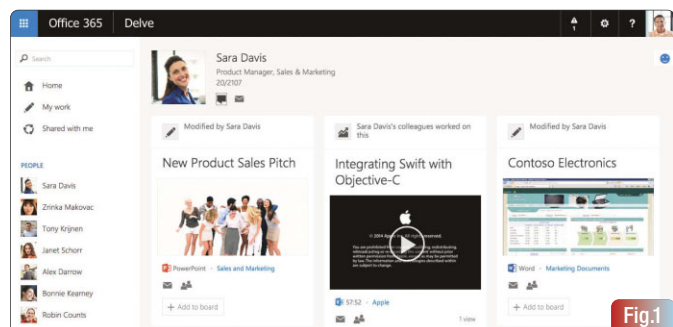 Office 365
Delve
1
?
Search
Home
My work
Shared with me
PEOPLE
Sara Davis
Zrinka Makovac
Tony Krijnen
Janet Schorr
Alex Darrow
Bonnie Kearney
Robin Counts
Sara Davis
Product Manager, Sales & Marketing
20/2107
Modified by Sara Davis
New Product Sales Pitch
PowerPoint · Sales and Marketing
+ Add to board
Sara Davis's colleagues worked on
this
Integrating Swift with
Objective-C
57:52 · Apple
1 view
Modified by Sara Davis
Contoso Electronics
Word · Marketing Documents
+ Add to board
Fig.1